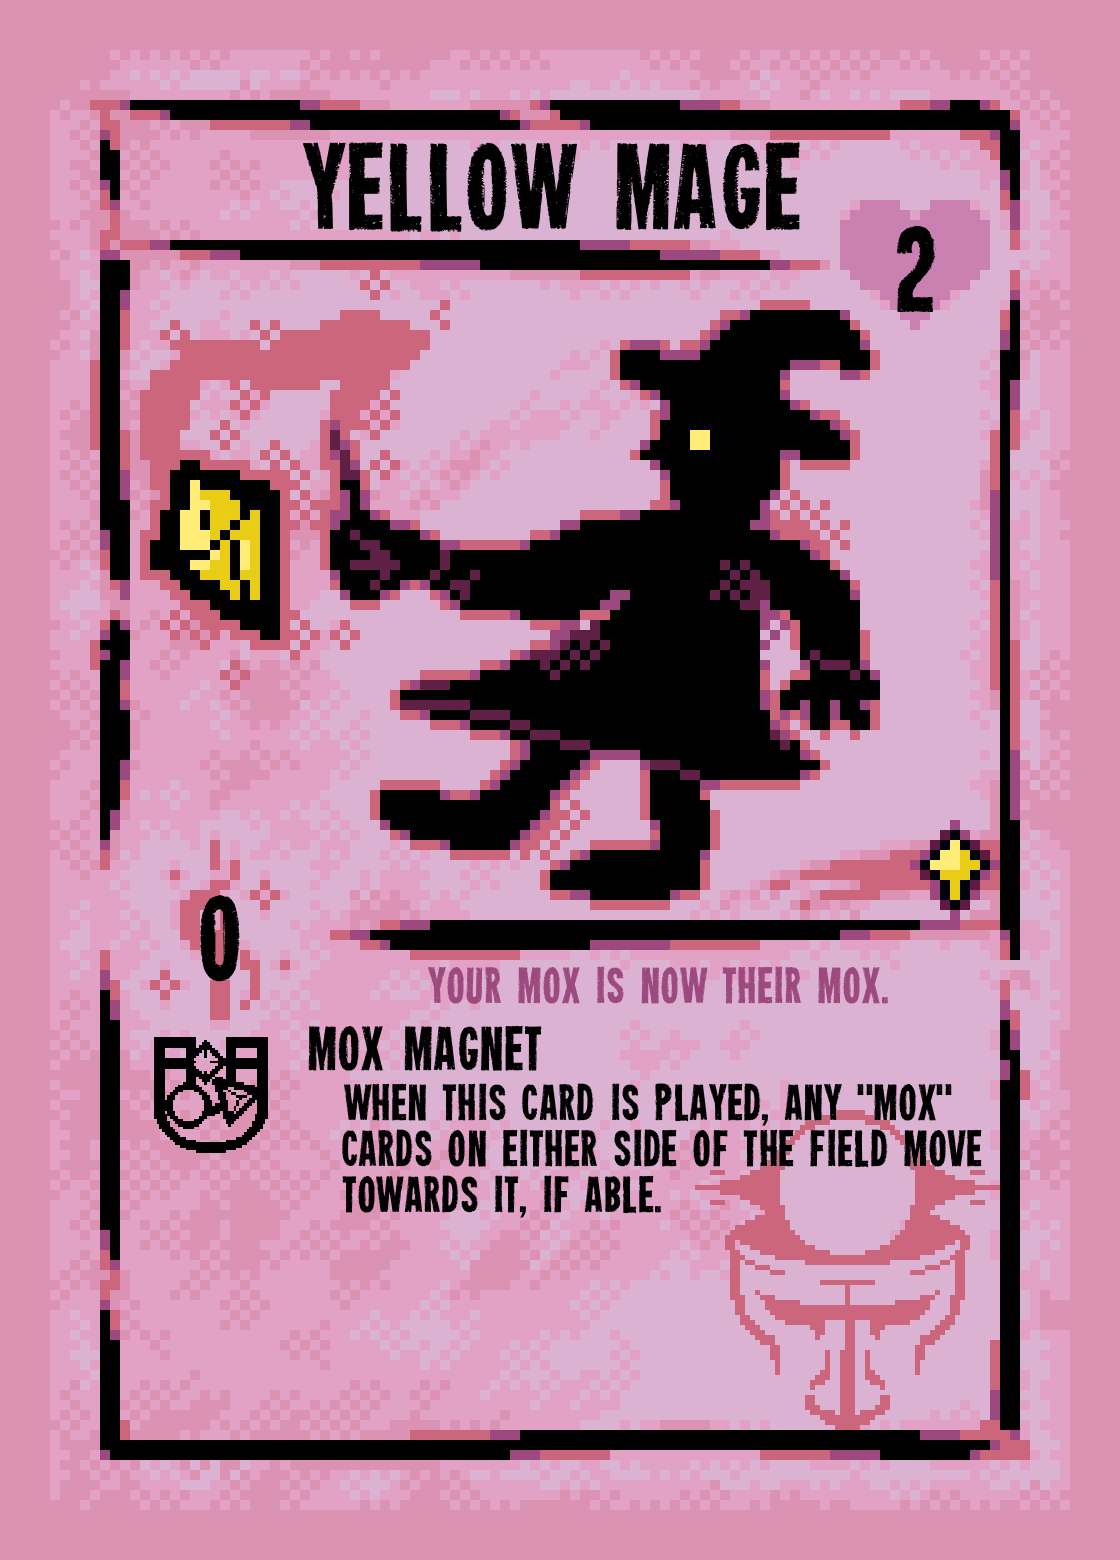 YELLOW MAGE
2
0
YOUR MOX IS NOW THEIR MOX.
MOX MAGNET
WHEN THIS CARD IS PLAYED, ANY "MOX"
CARDS ON EITHER SIDE OF THE FIELD MOVE
TOWARDS IT, IF ABLE.